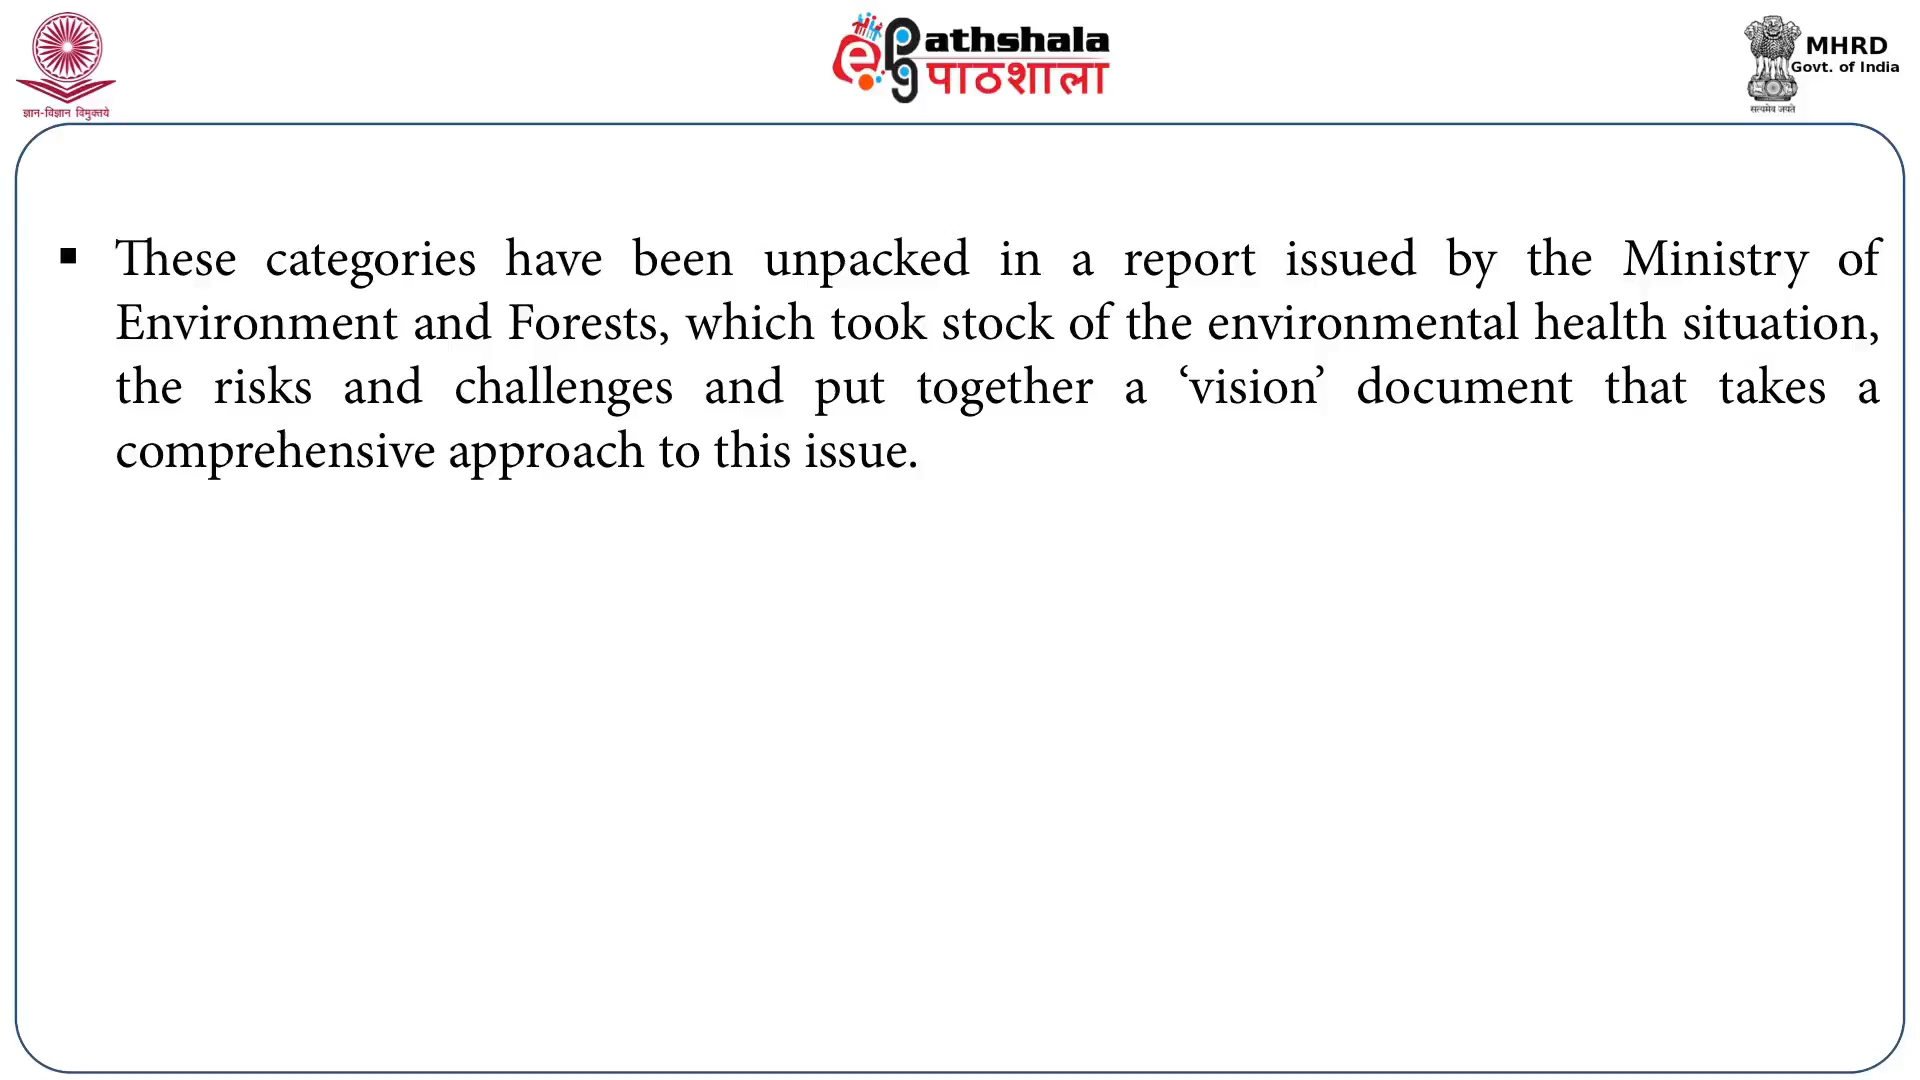 ज्ञान-विज्ञान विमुक्तये
e pg athshala
पाठशाला
MHRD
Govt. of India
सत्यमेव जयते
▪ These categories have been unpacked in a report issued by the Ministry of
Environment and Forests, which took stock of the environmental health situation,
the risks and challenges and put together a ‘vision’ document that takes a
comprehensive approach to this issue.